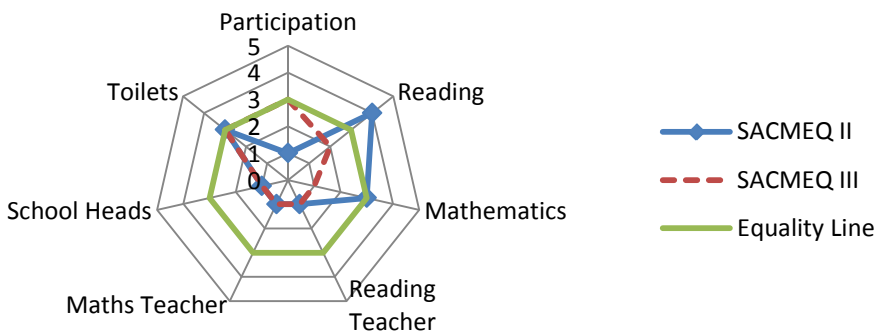 Participation
5
4
3
2
1
0
Reading
Mathematics
Reading
Teacher
Maths Teacher
School Heads
Toilets
SACMEQ II
SACMEQ III
Equality Line